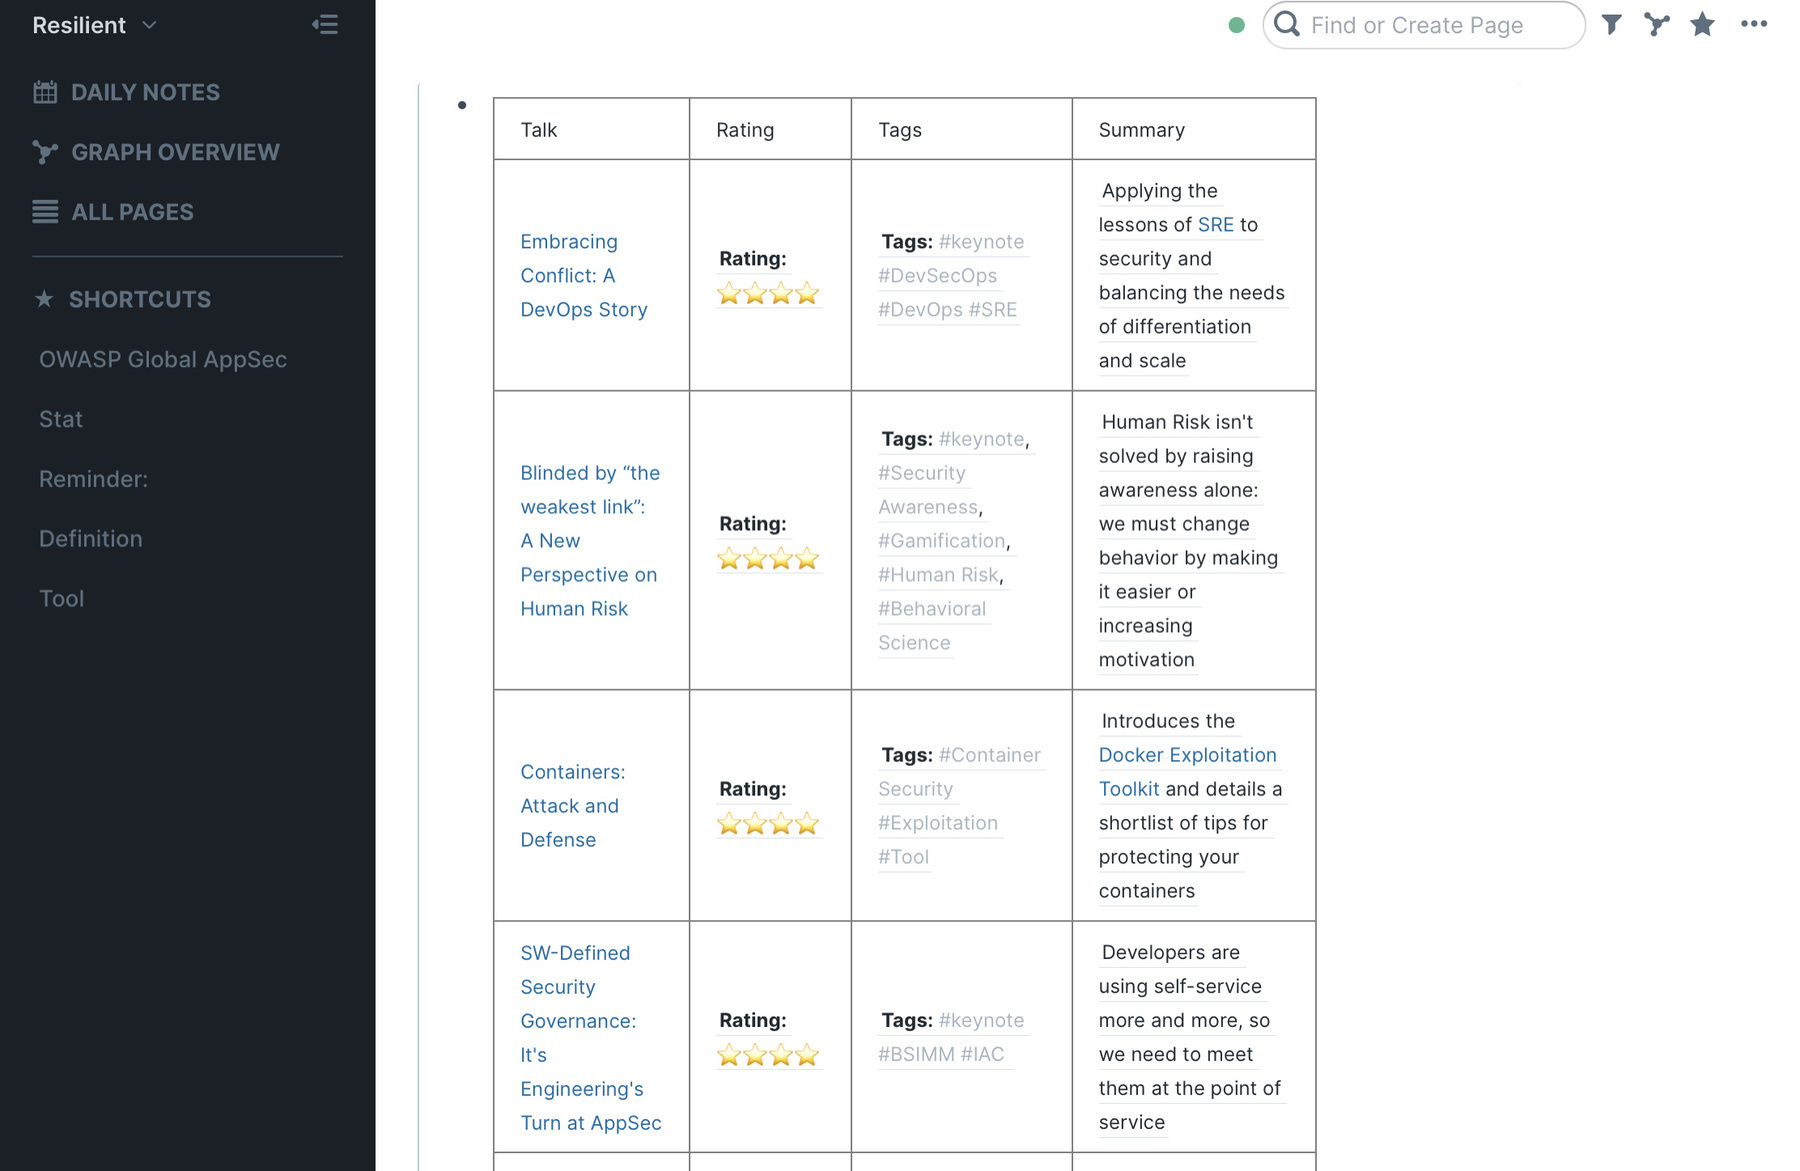 Resilient
DAILY NOTES
GRAPH OVERVIEW
ALL PAGES
SHORTCUTS
OWASP Global AppSec
Stat
Reminder:
Definition
Tool
Find or Create Page
Talk
Rating
Tags
Summary
Embracing
Conflict: A
DevOps Story
Rating:
⭐⭐⭐⭐
Tags: #keynote
#DevSecOps
#DevOps #SRE
Applying the
lessons of SRE to
security and
balancing the needs
of differentiation
and scale
Blinded by “the
weakest link”:
A New
Perspective on
Human Risk
Rating:
⭐⭐⭐⭐
Tags: #keynote,
#Security
Awareness,
#Gamification,
#Human Risk,
#Behavioral
Science
Human Risk isn't
solved by raising
awareness alone:
we must change
behavior by making
it easier or
increasing
motivation
Containers:
Attack and
Defense
Rating:
⭐⭐⭐⭐
Tags: #Container
Security
#Exploitation
#Tool
Introduces the
Docker Exploitation
Toolkit and details a
shortlist of tips for
protecting your
containers
SW-Defined
Security
Governance:
It's
Engineering's
Turn at AppSec
Rating:
⭐⭐⭐⭐
Tags: #keynote
#BSIMM #IAC
Developers are
using self-service
more and more, so
we need to meet
them at the point of
service